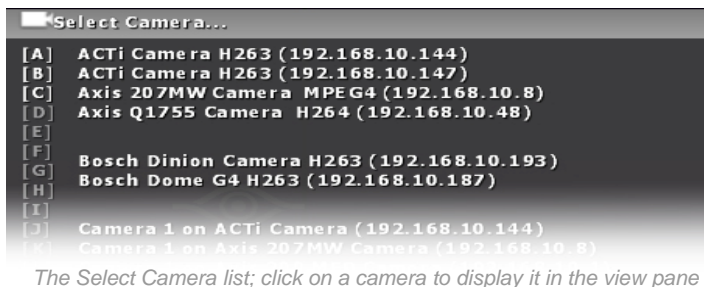 Select Camera...
[A] ACTi Camera H263 (192.168.10.144)
[B] ACTi Camera H263 (192.168.10.147)
[C] Axis 207MW Camera MPEG4 (192.168.10.8)
[D] Axis Q1755 Camera H264 (192.168.10.48)
[E]
[F]
Bosch Dinion Camera H263 (192.168.10.193)
[G]
Bosch Dome G4 H263 (192.168.10.187)
[H]
[I]
[J] Camera 1 on ACTi Camera (192.168.10.144)
[K] Camera 1 on Axis 207MW Camera (192.168.10.8)
The Select Camera list; click on a camera to display it in the view pane